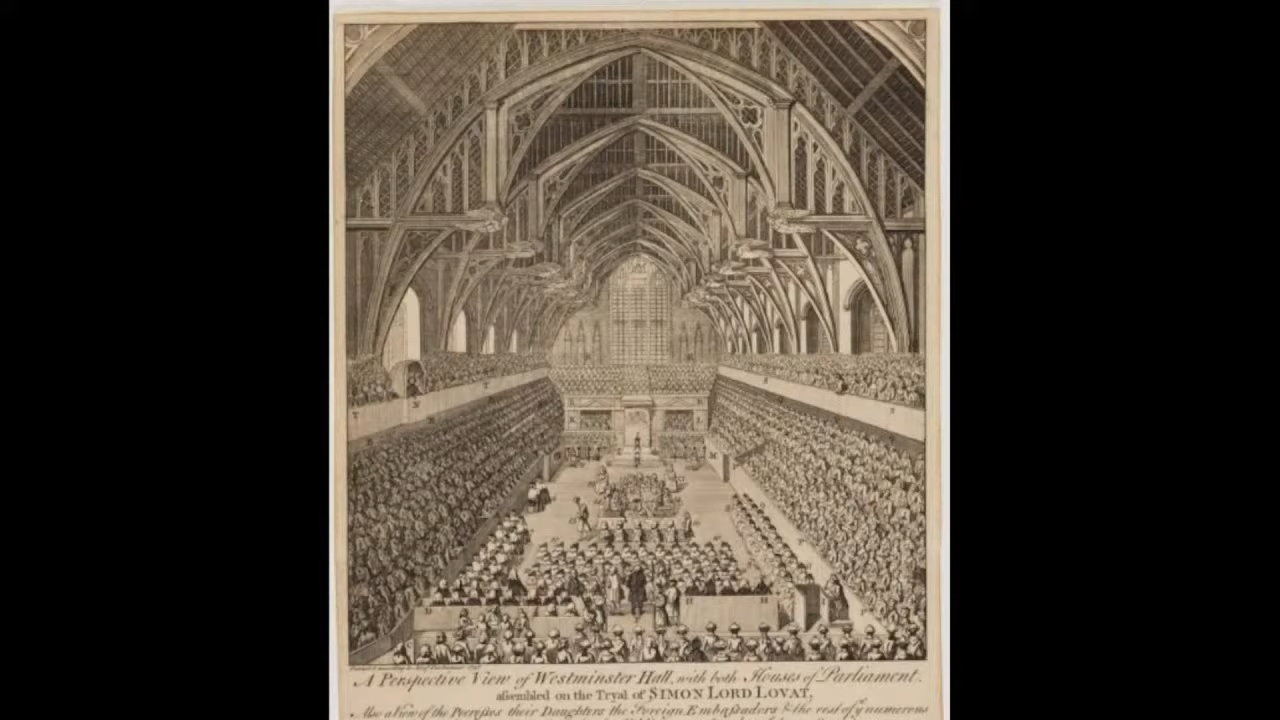 A Perspective View of Westminster Hall, with both Houses of Parliament,
assembled on the Tryal of SIMON LORD LOVAT,
Also a View of the Peeresses their Daughters the Foreign Embassadors & the rest of yᵉ numerous